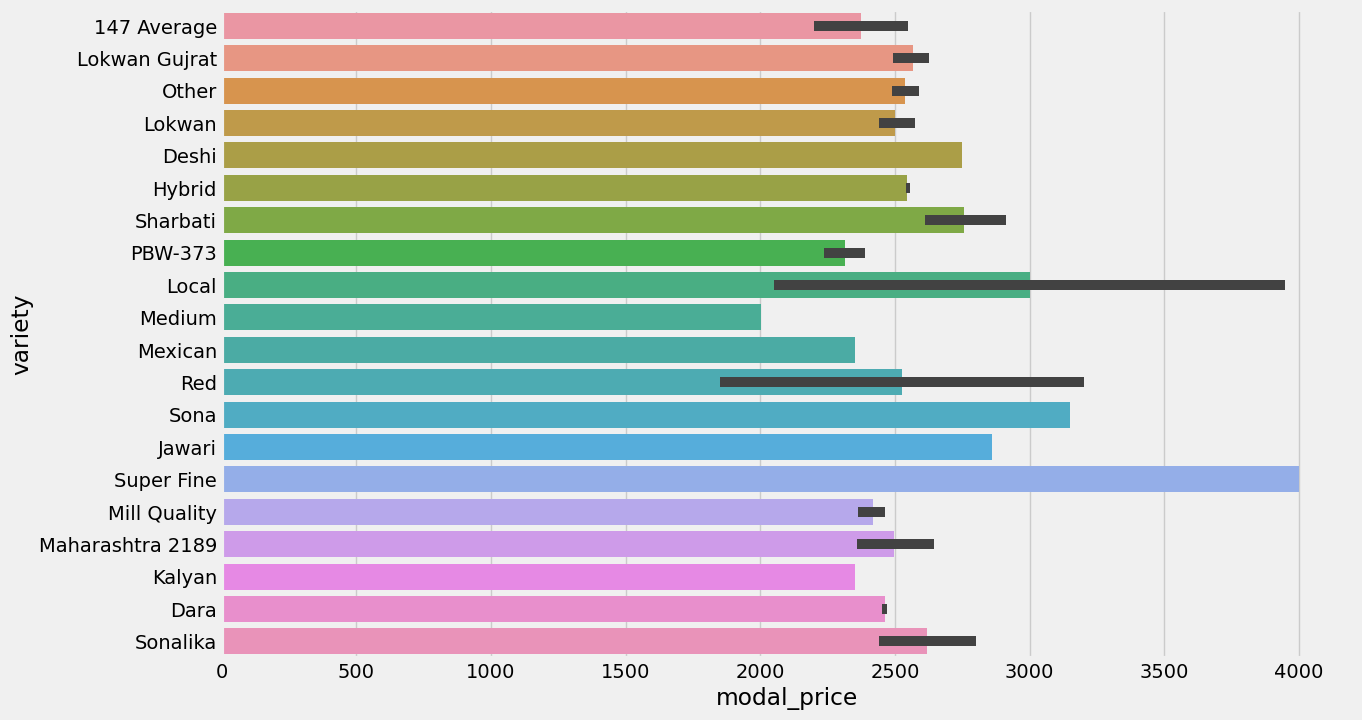 147 Average
Lokwan Gujrat
Other
Lokwan
Deshi
Hybrid
Sharbati
PBW-373
Local
Medium
Mexican
Red
Sona
Jawari
Super Fine
Mill Quality
Maharashtra 2189
Kalyan
Dara
Sonalika
variety
0 500 1000 1500 2000 2500 3000 3500 4000
modal_price